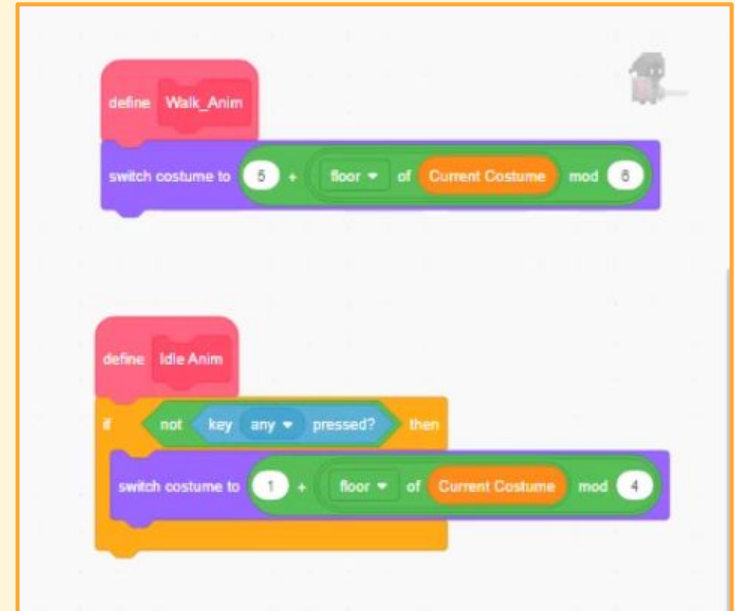 define Walk_Anim
switch costume to 5 + floor of Current Costume mod 6
define Idle Anim
if not key any pressed? then
switch costume to 1 + floor of Current Costume mod 4